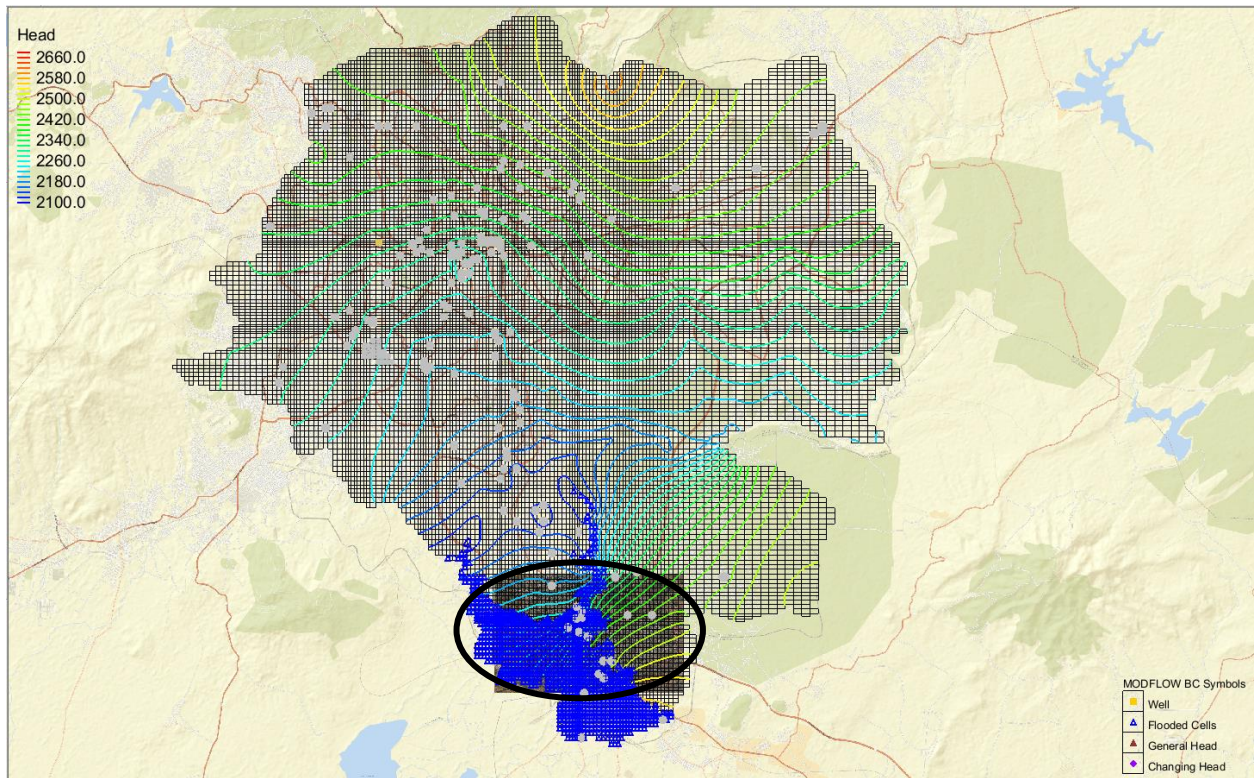 Head
2660.0
2580.0
2500.0
2420.0
2340.0
2260.0
2180.0
2100.0
MODFLOW BC Symbols
Well
Flooded Cells
General Head
Changing Head